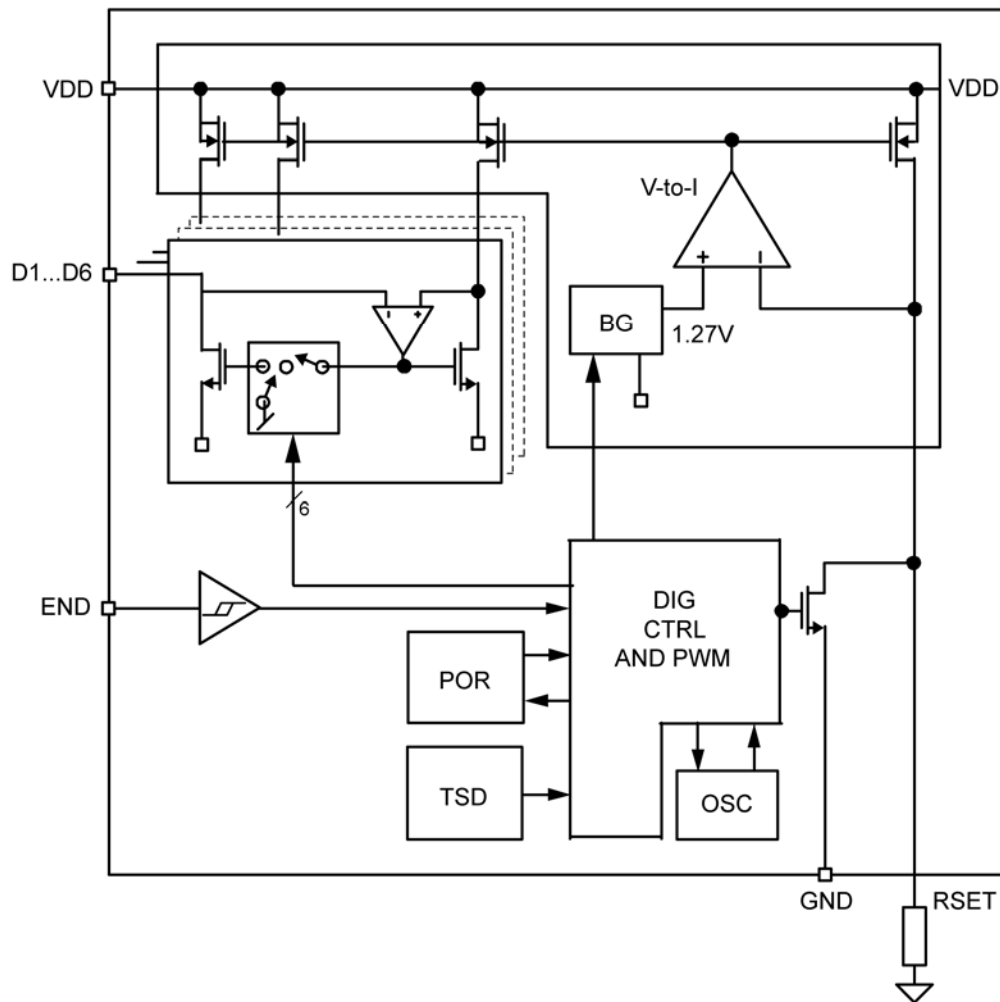 VDD
VDD
V-to-I
+
−
D1...D6
−
+
BG
1.27V
6
END
DIG
CTRL
AND PWM
POR
TSD
OSC
GND
RSET